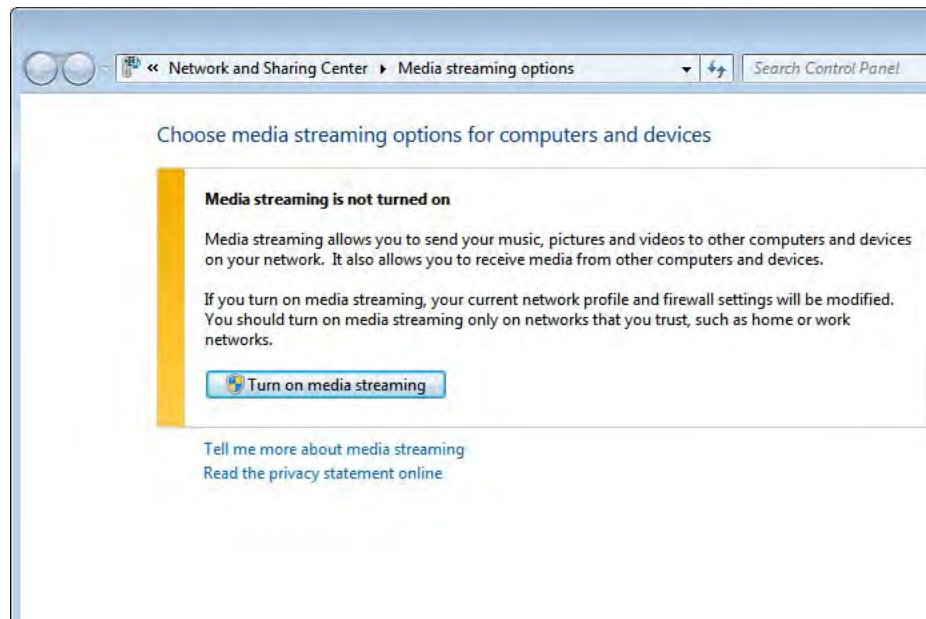 « Network and Sharing Center ▸ Media streaming options
Search Control Panel
Choose media streaming options for computers and devices
Media streaming is not turned on
Media streaming allows you to send your music, pictures and videos to other computers and devices
on your network.  It also allows you to receive media from other computers and devices.
If you turn on media streaming, your current network profile and firewall settings will be modified.
You should turn on media streaming only on networks that you trust, such as home or work
networks.
Turn on media streaming
Tell me more about media streaming
Read the privacy statement online